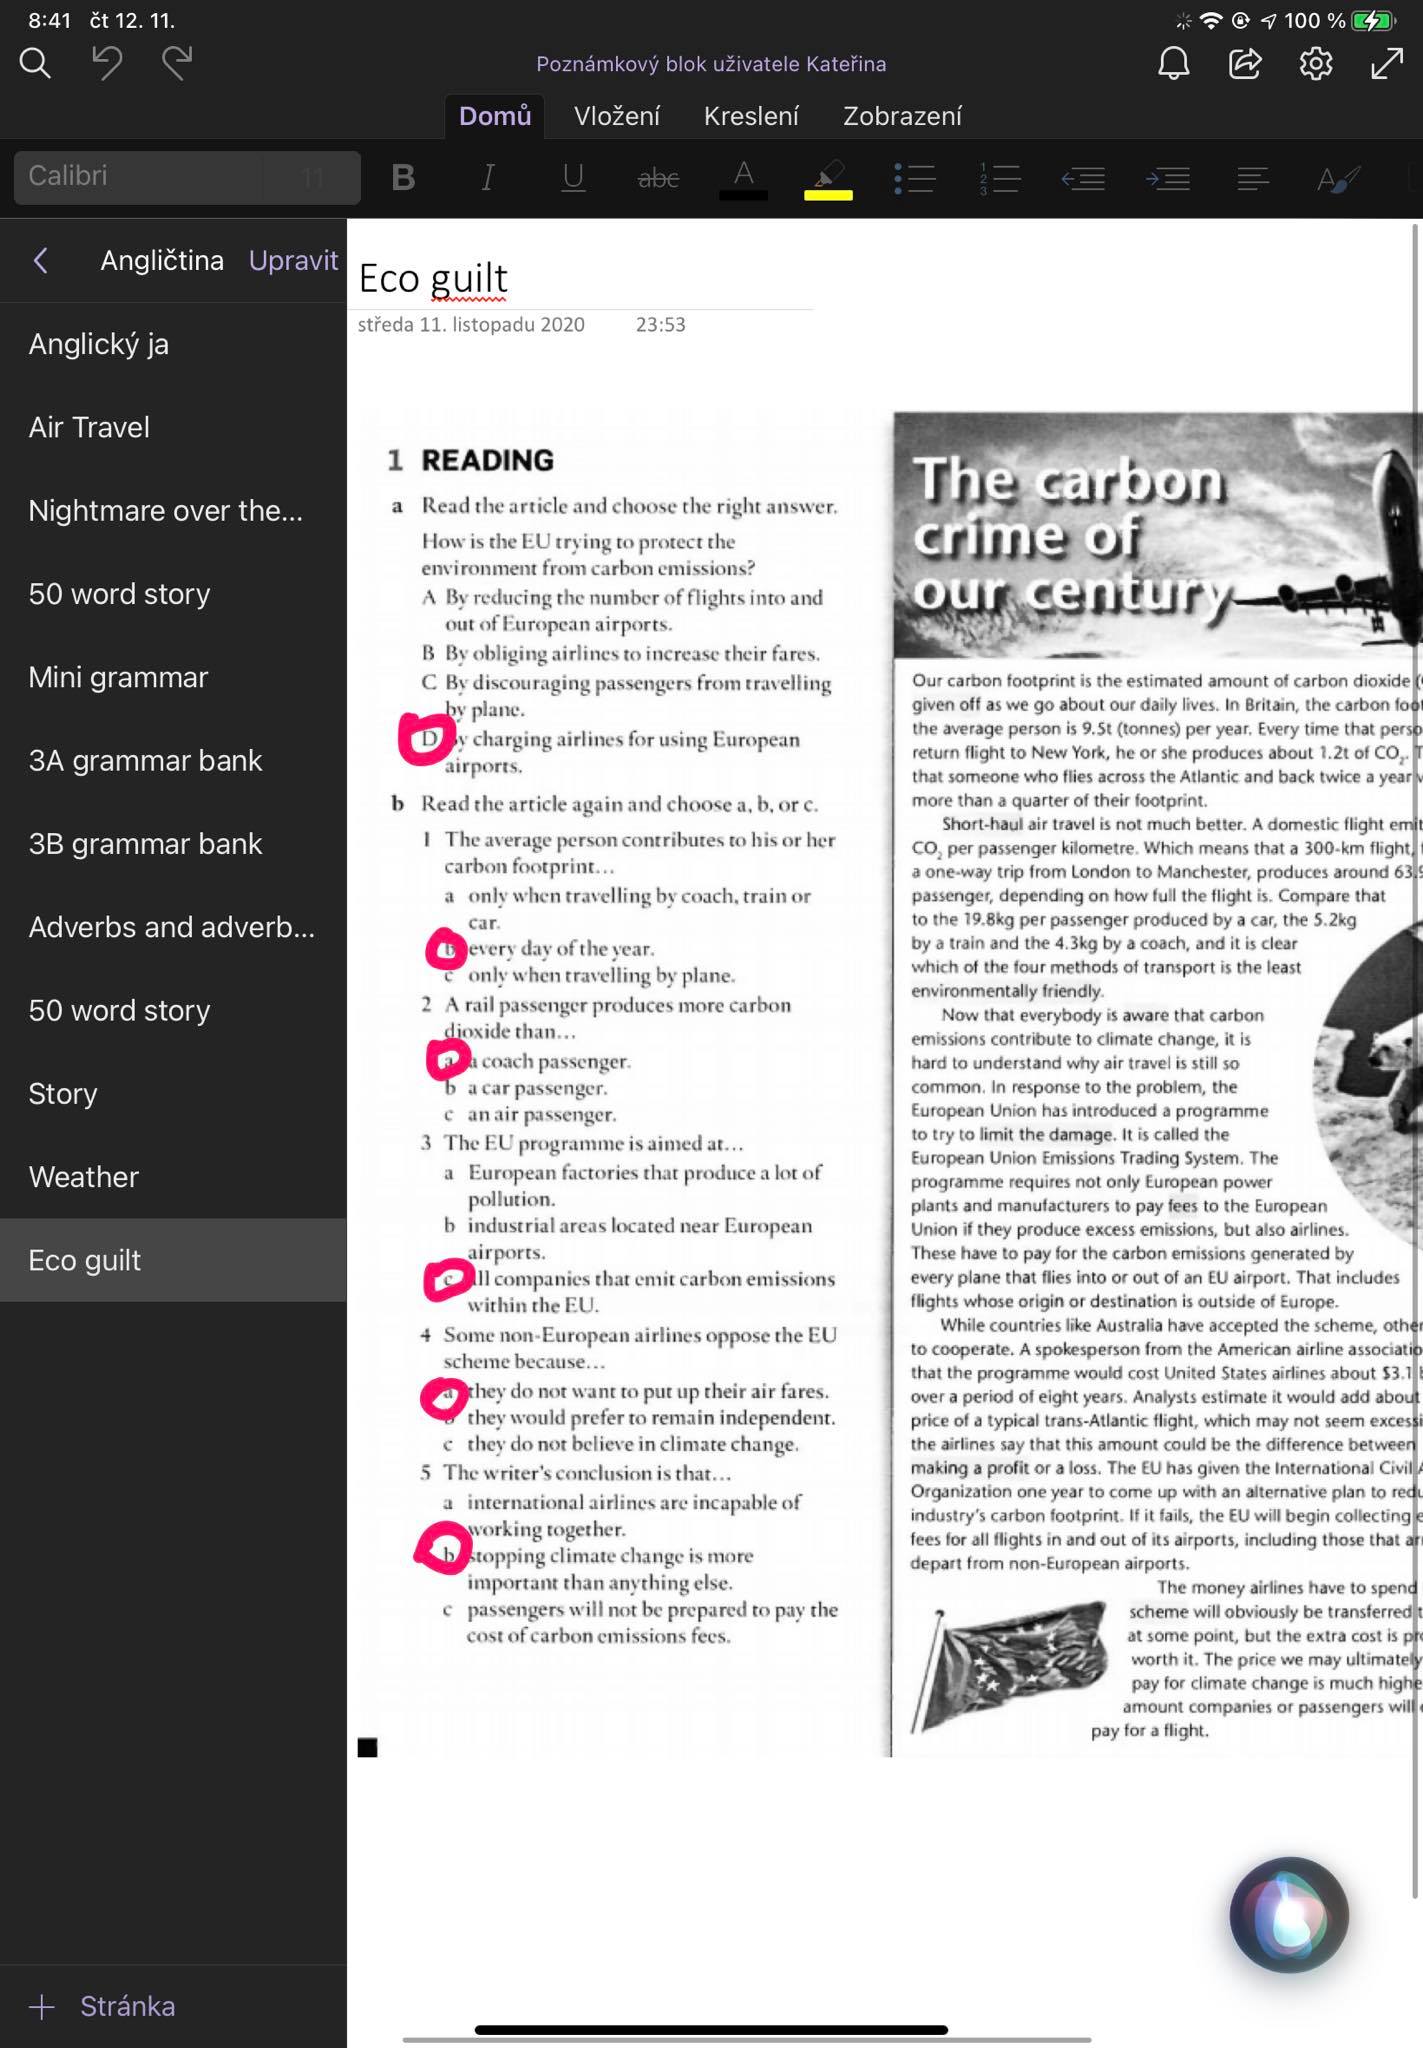 8:41 čt 12. 11.
100 %
Poznámkový blok uživatele Kateřina
Domů Vložení Kreslení Zobrazení
Calibri 11 B I U abc A
Angličtina Upravit
Anglický ja
Air Travel
Nightmare over the...
50 word story
Mini grammar
3A grammar bank
3B grammar bank
Adverbs and adverb...
50 word story
Story
Weather
Eco guilt
Stránka
Eco guilt
středa 11. listopadu 2020 23:53
1 READING
a Read the article and choose the right answer.
How is the EU trying to protect the
environment from carbon emissions?
A By reducing the number of flights into and
out of European airports.
B By obliging airlines to increase their fares.
C By discouraging passengers from travelling
by plane.
D By charging airlines for using European
airports.
b Read the article again and choose a, b, or c.
1 The average person contributes to his or her
carbon footprint...
a only when travelling by coach, train or
car.
b every day of the year.
c only when travelling by plane.
2 A rail passenger produces more carbon
dioxide than...
a a coach passenger.
b a car passenger.
c an air passenger.
3 The EU programme is aimed at...
a European factories that produce a lot of
pollution.
b industrial areas located near European
airports.
c all companies that emit carbon emissions
within the EU.
4 Some non-European airlines oppose the EU
scheme because...
a they do not want to put up their air fares.
b they would prefer to remain independent.
c they do not believe in climate change.
5 The writer's conclusion is that...
a international airlines are incapable of
working together.
b stopping climate change is more
important than anything else.
c passengers will not be prepared to pay the
cost of carbon emissions fees.
The carbon
crime of
our century
Our carbon footprint is the estimated amount of carbon dioxide
given off as we go about our daily lives. In Britain, the carbon
the average person is 9.5t (tonnes) per year. Every time that
return flight to New York, he or she produces about 1.2t of CO₂.
that someone who flies across the Atlantic and back twice a year
more than a quarter of their footprint.
Short-haul air travel is not much better. A domestic flight
CO₂ per passenger kilometre. Which means that a 300-km flight,
a one-way trip from London to Manchester, produces around
passenger, depending on how full the flight is. Compare that
to the 19.8kg per passenger produced by a car, the 5.2kg
by a train and the 4.3kg by a coach, and it is clear
which of the four methods of transport is the least
environmentally friendly.
Now that everybody is aware that carbon
emissions contribute to climate change, it is
hard to understand why air travel is still so
common. In response to the problem, the
European Union has introduced a programme
to try to limit the damage. It is called the
European Union Emissions Trading System. The
programme requires not only European power
plants and manufacturers to pay fees to the European
Union if they produce excess emissions, but also airlines.
These have to pay for the carbon emissions generated by
every plane that flies into or out of an EU airport. That includes
flights whose origin or destination is outside of Europe.
While countries like Australia have accepted the scheme,
to cooperate. A spokesperson from the American airline
that the programme would cost United States airlines about $3.1
over a period of eight years. Analysts estimate it would add about
price of a typical trans-Atlantic flight, which may not seem
the airlines say that this amount could be the difference between
making a profit or a loss. The EU has given the International Civil
Organization one year to come up with an alternative plan to
industry's carbon footprint. If it fails, the EU will begin collecting
fees for all flights in and out of its airports, including those that
depart from non-European airports.
The money airlines have to spend
scheme will obviously be transferred
at some point, but the extra cost is
worth it. The price we may ultimately
pay for climate change is much
amount companies or passengers will
pay for a flight.